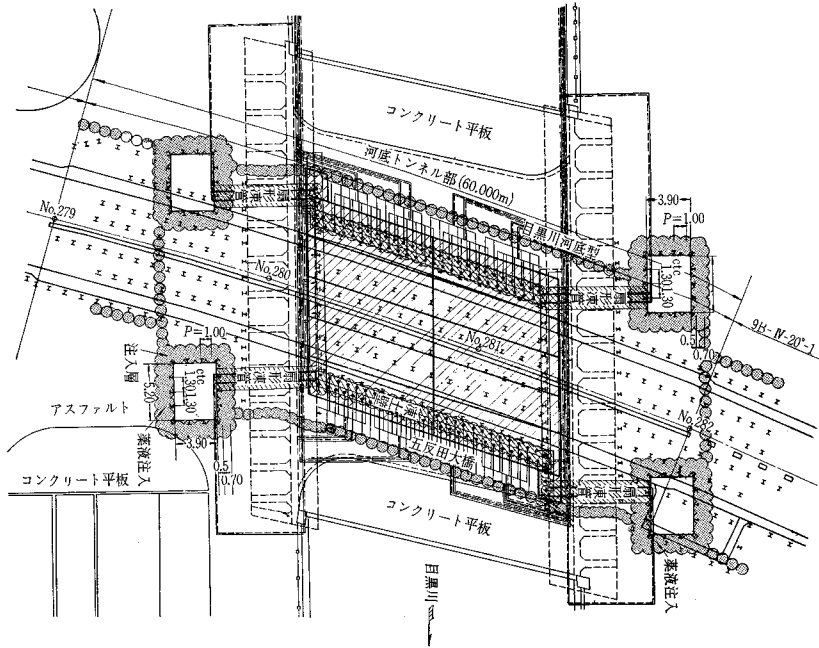 コンクリート平板
河底トンネル部(60.000m)
目黒川河底型
3.90
P=1.00
No.279
No.280
ctc
1.30
1.30
0.5
0.70
9H-Ⅳ-20°-1
No.281
P=1.00
注入層
5.20
ctc
1.30
1.30
アスファルト
3.90
薬液注入
0.5
0.70
コンクリート平板
五反田大橋
No.282
コンクリート平板
薬液注入
目黒川